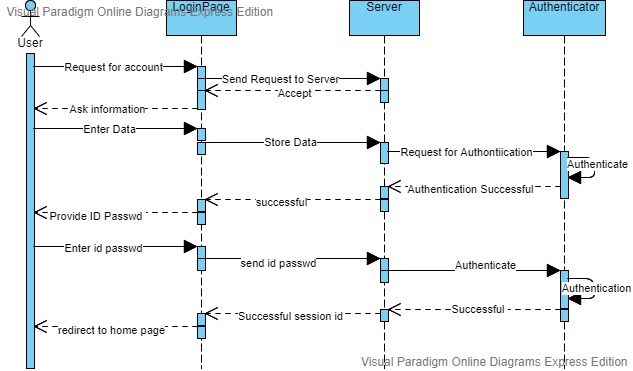 Visual Paradigm Online Diagrams Express Edition
User
LoginPage
Server
Authenticator
Request for account
Send Request to Server
Accept
Ask information
Enter Data
Store Data
Request for Authontiication
Authenticate
Authentication Successful
successful
Provide ID Passwd
Enter id passwd
send id passwd
Authenticate
Authentication
Successful
Successful session id
redirect to home page
Visual Paradigm Online Diagrams Express Edition